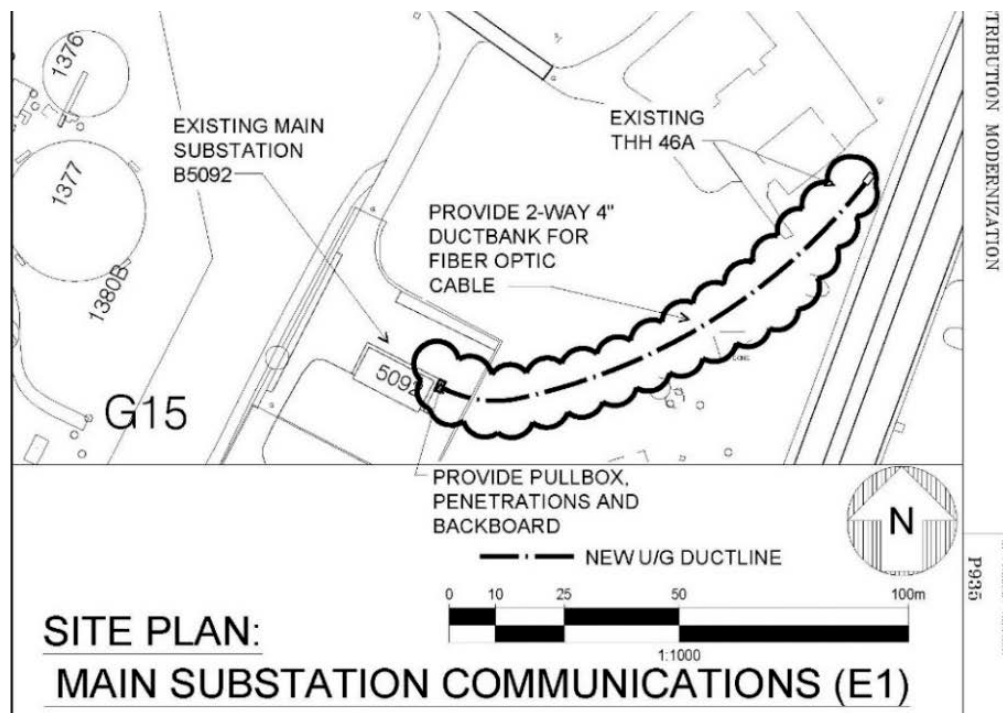 1376
1377
1380B
EXISTING MAIN
SUBSTATION
B5092
EXISTING
THH 46A
PROVIDE 2-WAY 4"
DUCTBANK FOR
FIBER OPTIC
CABLE
G15
PROVIDE PULLBOX,
PENETRATIONS AND
BACKBOARD
NEW U/G DUCTLINE
N
0 10 25 50 100m
1:1000
SITE PLAN:
MAIN SUBSTATION COMMUNICATIONS (E1)
MODERNIZATION
P935